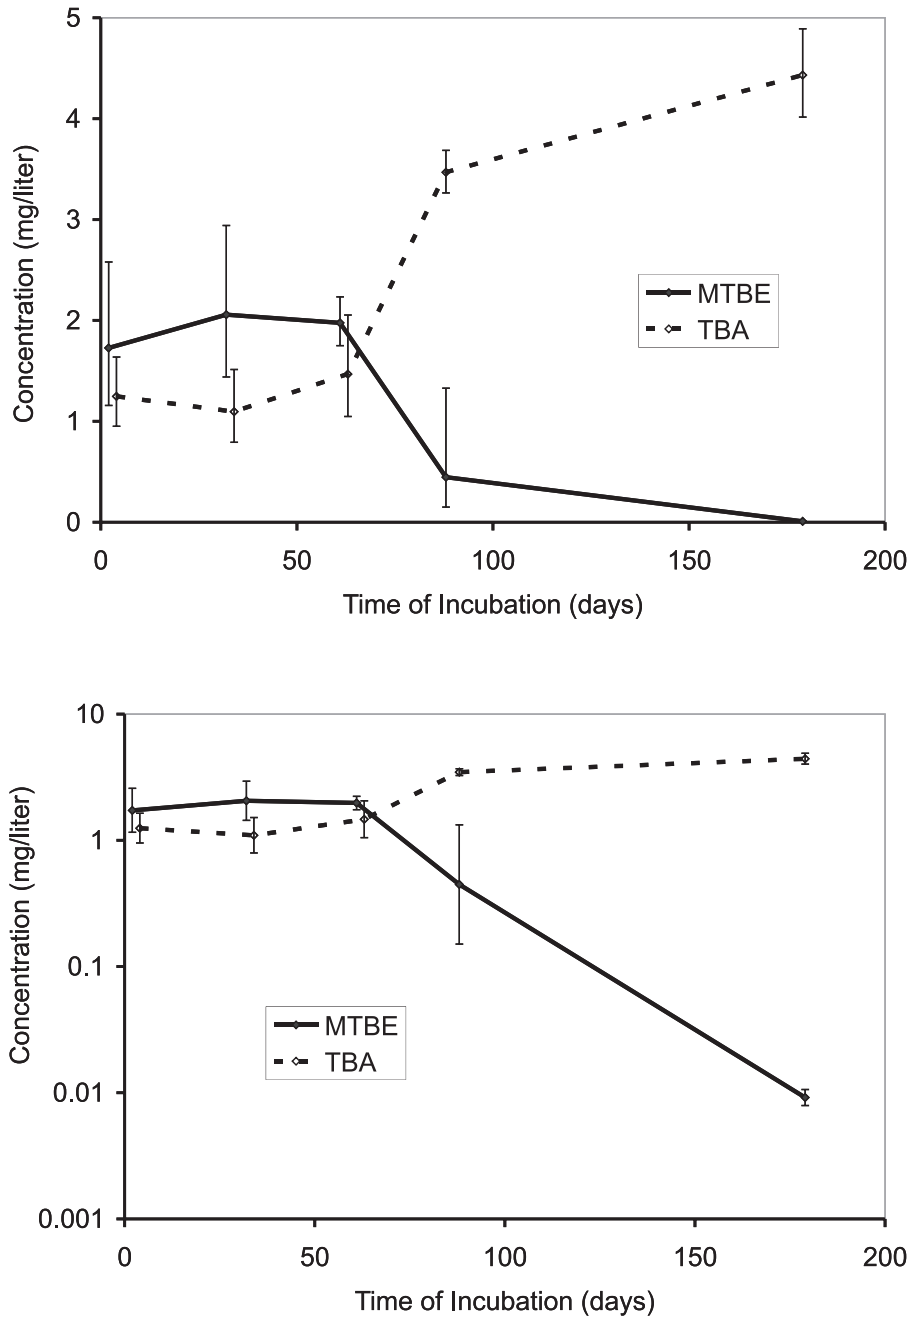 5
4
3
2
1
0
Concentration (mg/liter)
MTBE
TBA
0 50 100 150 200
Time of Incubation (days)
10
1
0.1
0.01
0.001
Concentration (mg/liter)
MTBE
TBA
0 50 100 150 200
Time of Incubation (days)